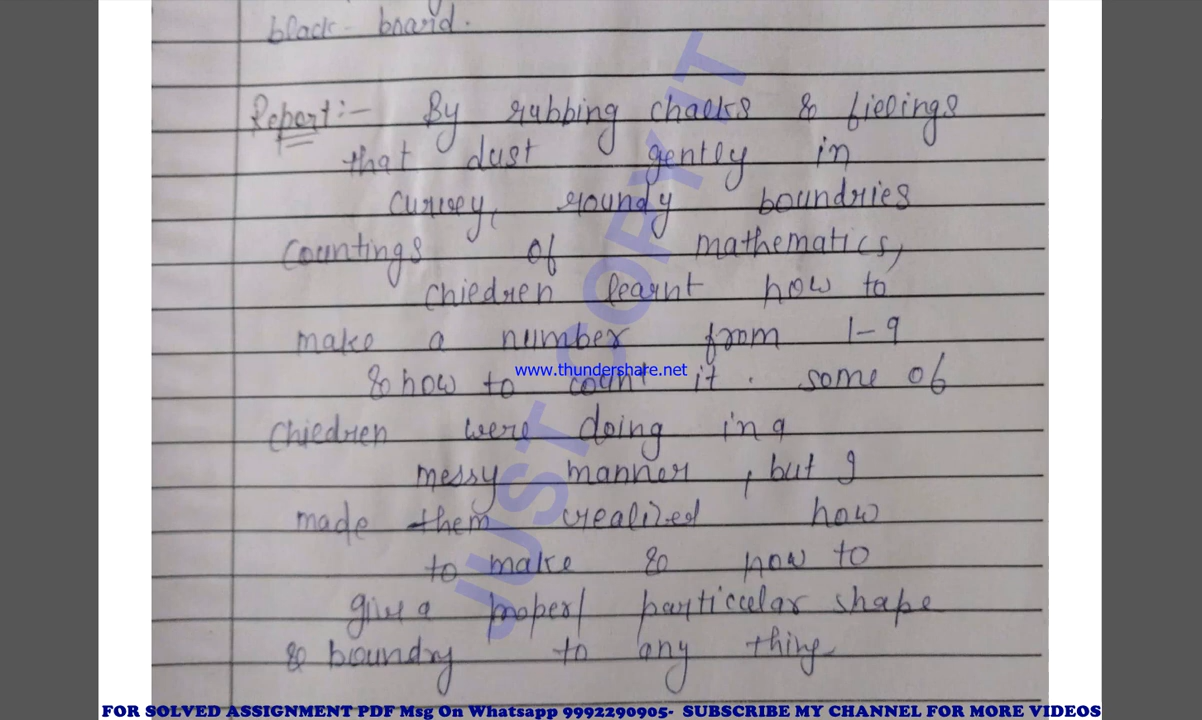 black - board.
Report:- By rubbing chalks & fielings
that dust gently in
curvey, roundy boundries
countings of mathematics,
children learnt how to
make a number from 1-9
www.thundershare.net
& how to count it. some of
children were doing in a
messy manner, but I
made them realized how
to make & how to
give a proper/ particular shape
& boundry to any thing
JUST COPY IT
FOR SOLVED ASSIGNMENT PDF Msg On Whatsapp 9992290905- SUBSCRIBE MY CHANNEL FOR MORE VIDEOS